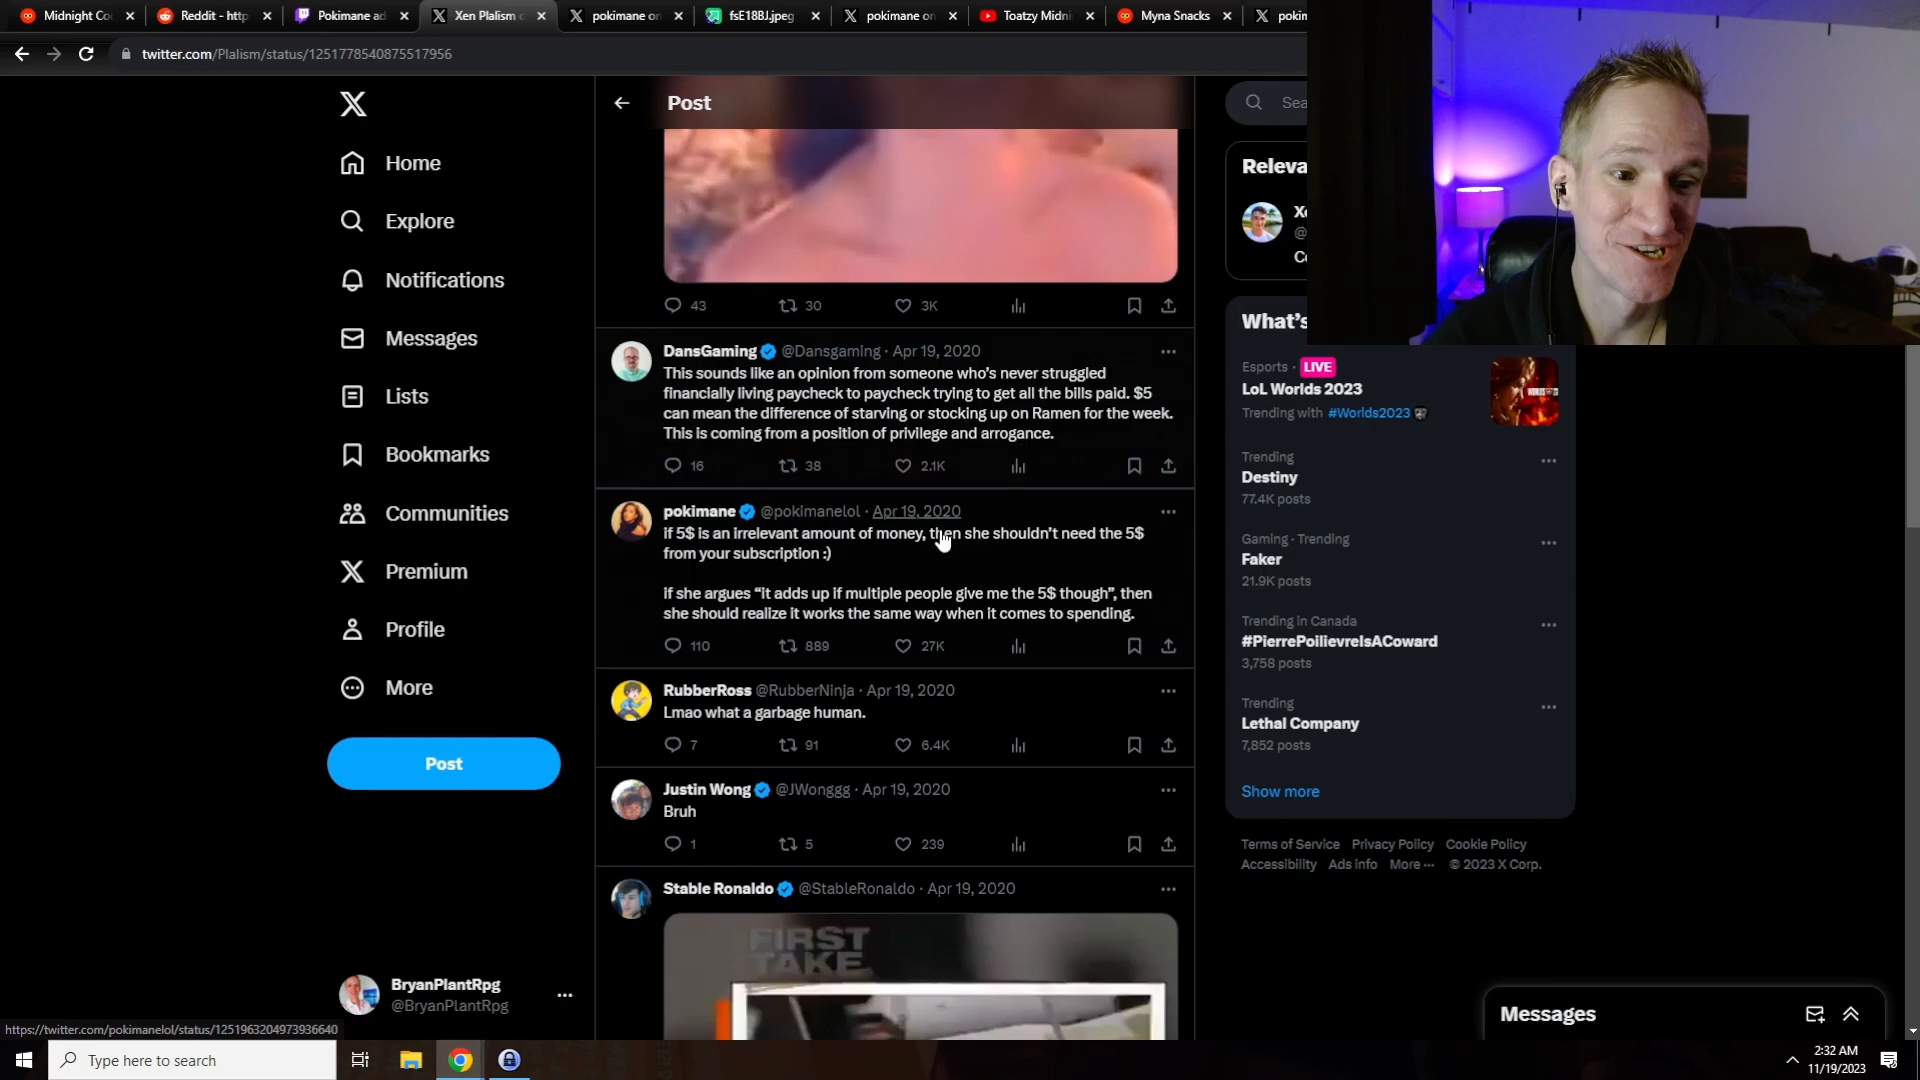 Midnight Co
Reddit - http
Pokimane ad
Xen Plalism o
pokimane on
fsE18BJ.jpeg
pokimane on
Toatzy Midni
Myna Snacks
pokim
twitter.com/Plalism/status/1251778540875517956
Home
Explore
Notifications
Messages
Lists
Bookmarks
Communities
Premium
Profile
More
Post
BryanPlantRpg
@BryanPlantRpg
https://twitter.com/pokimanelol/status/1251963204973936640
Post
43 30 3K
DansGaming @Dansgaming · Apr 19, 2020
This sounds like an opinion from someone who's never struggled
financially living paycheck to paycheck trying to get all the bills paid. $5
can mean the difference of starving or stocking up on Ramen for the week.
This is coming from a position of privilege and arrogance.
16 38 2.1K
pokimane @pokimanelol · Apr 19, 2020
if 5$ is an irrelevant amount of money, then she shouldn't need the 5$
from your subscription :)
if she argues "it adds up if multiple people give me the 5$ though", then
she should realize it works the same way when it comes to spending.
110 889 27K
RubberRoss @RubberNinja · Apr 19, 2020
Lmao what a garbage human.
7 91 6.4K
Justin Wong @JWonggg · Apr 19, 2020
Bruh
1 5 239
Stable Ronaldo @StableRonaldo · Apr 19, 2020
FIRST
TAKE
Sea
Releva
Xe
@
Co
What's
Esports · LIVE
LoL Worlds 2023
Trending with #Worlds2023
Trending
Destiny
77.4K posts
Gaming · Trending
Faker
21.9K posts
Trending in Canada
#PierrePoilievreIsACoward
3,758 posts
Trending
Lethal Company
7,852 posts
Show more
Terms of Service Privacy Policy Cookie Policy
Accessibility Ads info More ··· © 2023 X Corp.
Messages
Type here to search
2:32 AM
11/19/2023